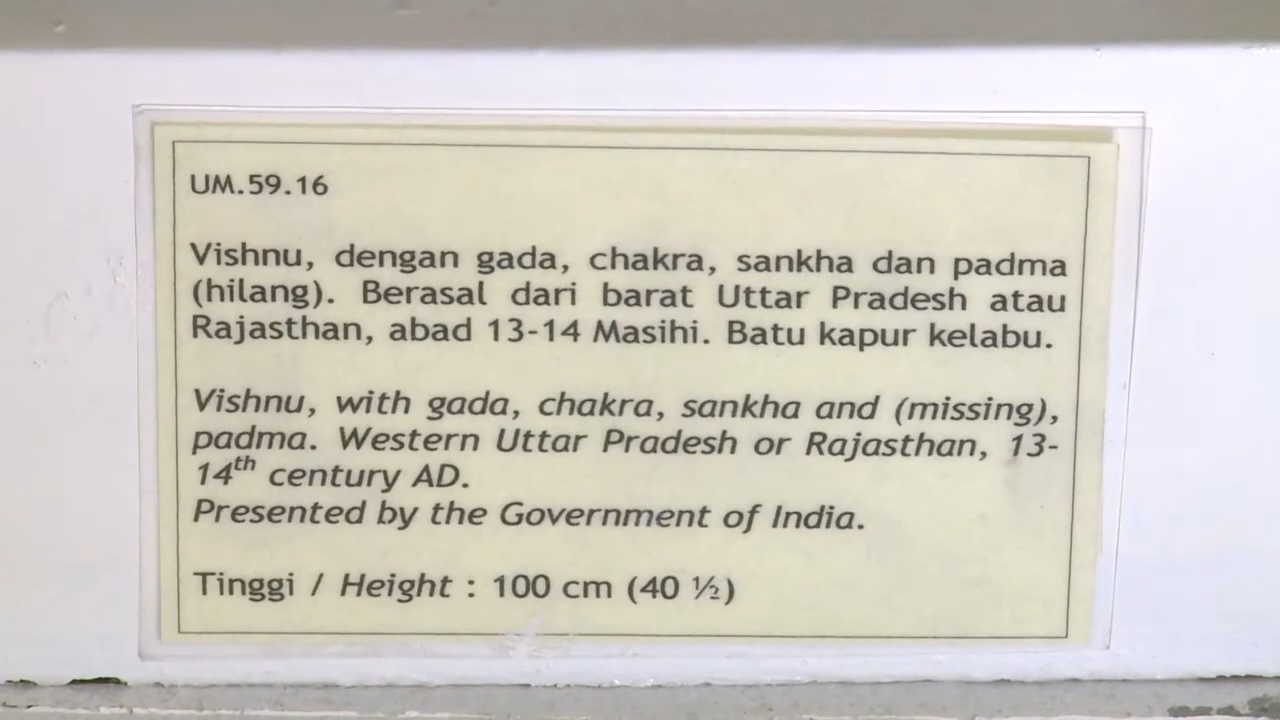 UM.59.16
Vishnu, dengan gada, chakra, sankha dan padma
(hilang). Berasal dari barat Uttar Pradesh atau
Rajasthan, abad 13-14 Masihi. Batu kapur kelabu.
Vishnu, with gada, chakra, sankha and (missing),
padma. Western Uttar Pradesh or Rajasthan, 13-
14th century AD.
Presented by the Government of India.
Tinggi / Height : 100 cm (40 ½)